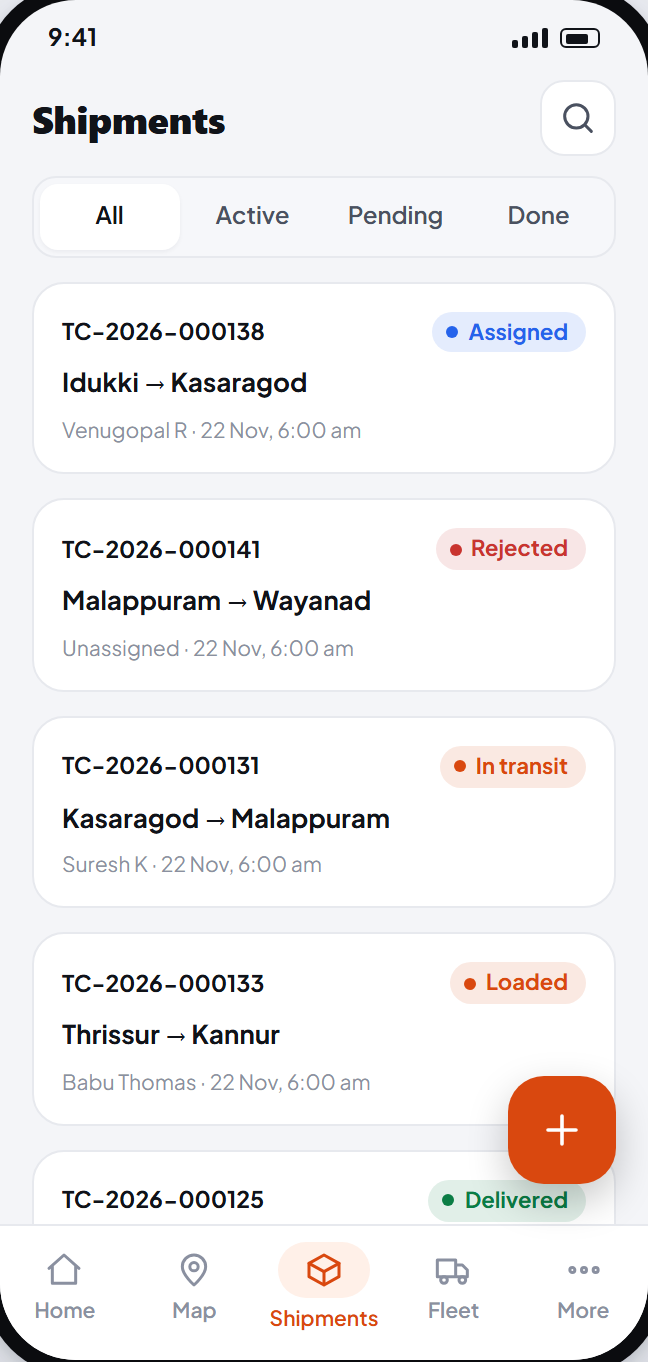 9:41
Shipments
All Active Pending Done
TC-2026-000138 Assigned
Idukki → Kasaragod
Venugopal R · 22 Nov, 6:00 am
TC-2026-000141 Rejected
Malappuram → Wayanad
Unassigned · 22 Nov, 6:00 am
TC-2026-000131 In transit
Kasaragod → Malappuram
Suresh K · 22 Nov, 6:00 am
TC-2026-000133 Loaded
Thrissur → Kannur
Babu Thomas · 22 Nov, 6:00 am
TC-2026-000125 Delivered
Home Map Shipments Fleet More